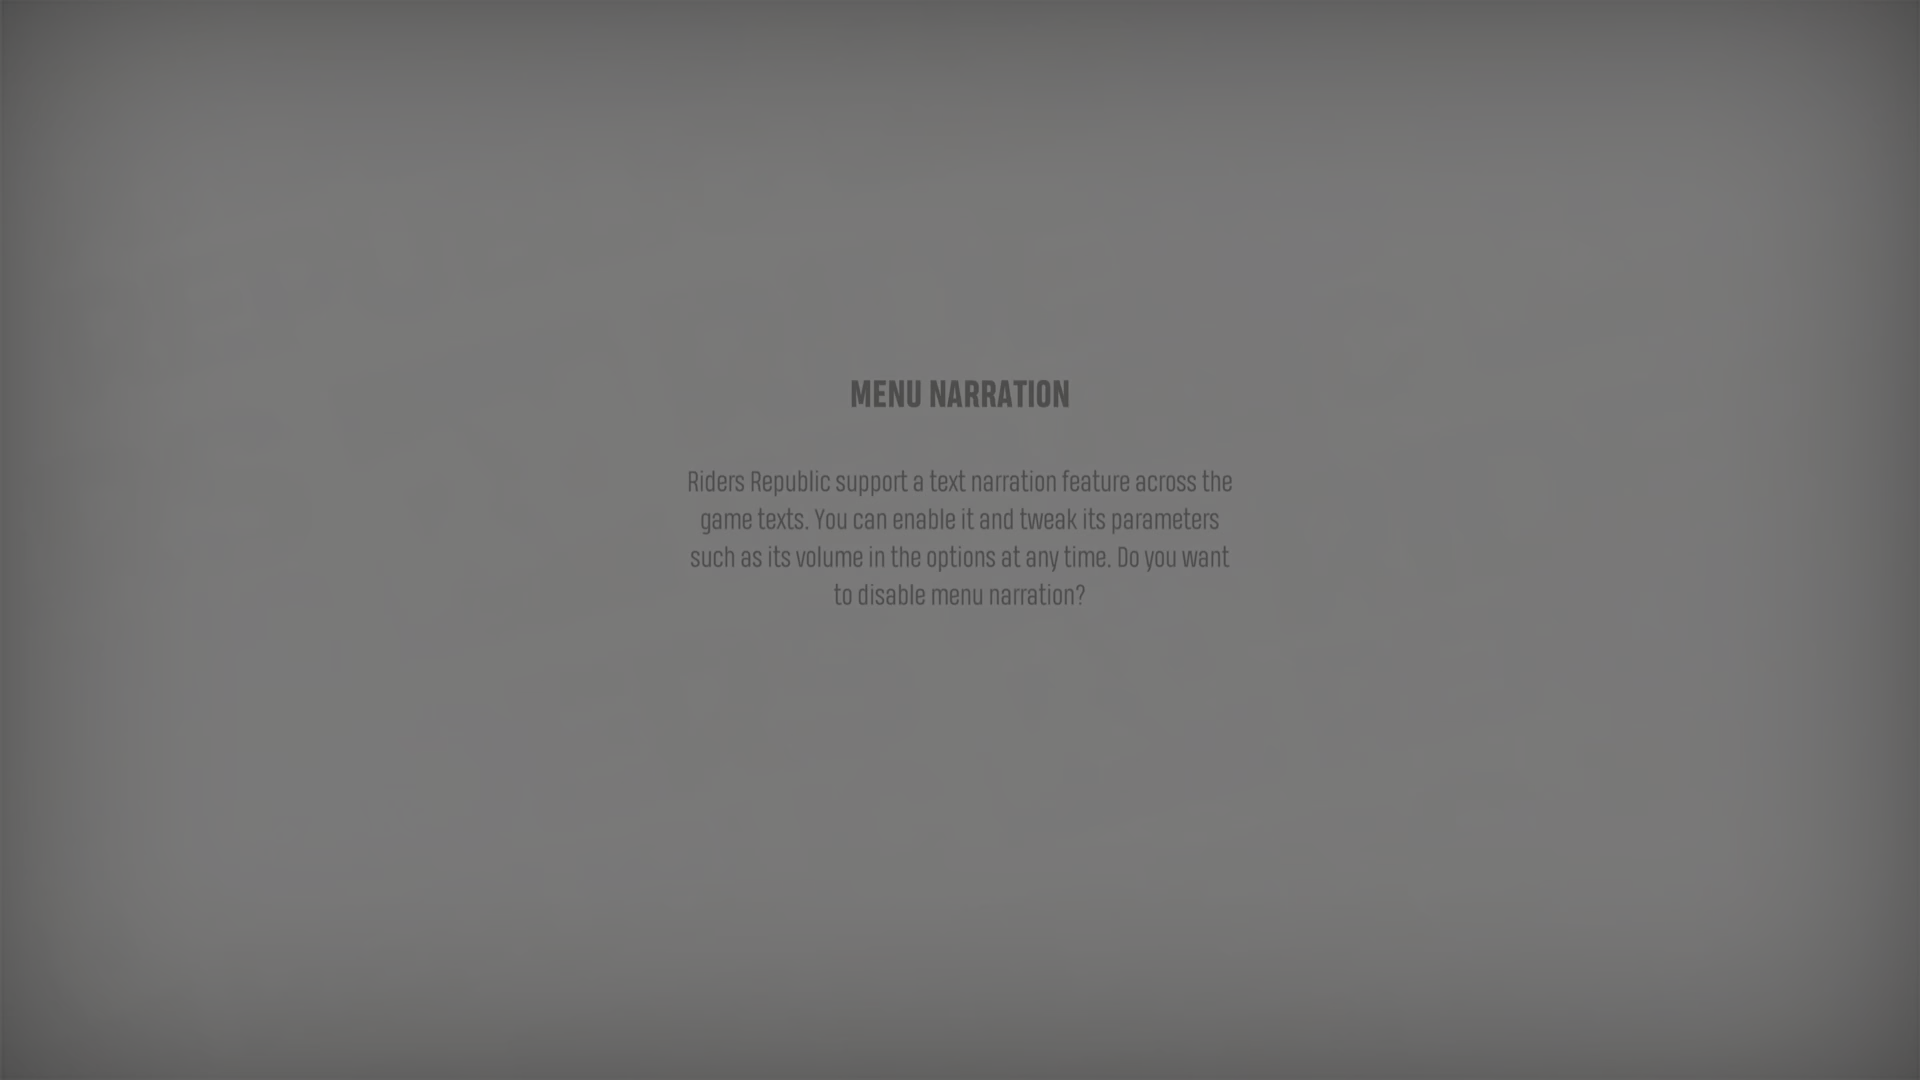 MENU NARRATION
Riders Republic support a text narration feature across the
game texts. You can enable it and tweak its parameters
such as its volume in the options at any time. Do you want
to disable menu narration?